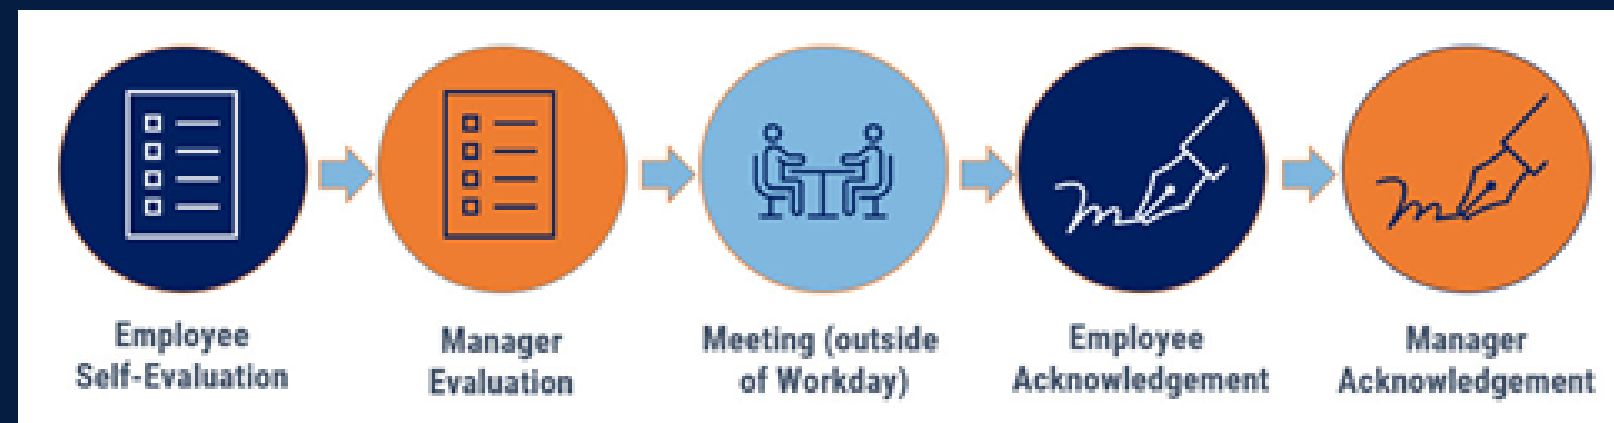 Employee
Self-Evaluation
Manager
Evaluation
Meeting (outside
of Workday)
Employee
Acknowledgement
Manager
Acknowledgement